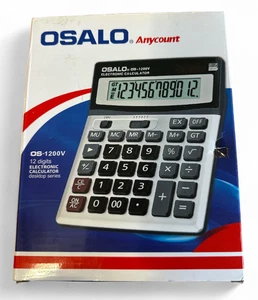 OSALO® Anycount
OSALO® OS-1200V
ELECTRONIC CALCULATOR
123456789012.
EX OFF
MU MC MR M- M+ GT
% 7 8 9
÷ 4 5 6
C 1 2 3
ON
AC 0 00 •
OS-1200V
12 digits
ELECTRONIC
CALCULATOR
desktop series